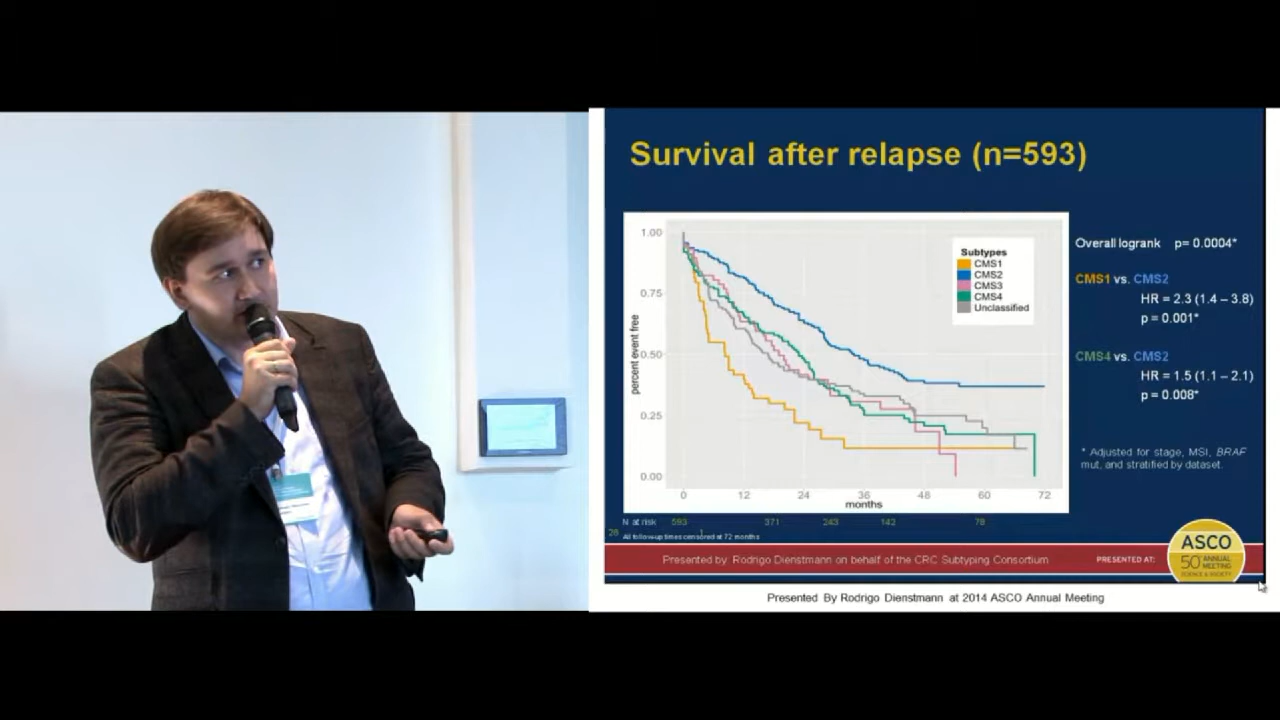 Survival after relapse (n=593)
1.00
0.75
0.50
0.25
0.00
percent event free
0
12
24
36
48
60
72
months
Subtypes
CMS1
CMS2
CMS3
CMS4
Unclassified
Overall logrank p= 0.0004*
CMS1 vs. CMS2
HR = 2.3 (1.4 – 3.8)
p = 0.001*
CMS4 vs. CMS2
HR = 1.5 (1.1 – 2.1)
p = 0.008*
* Adjusted for stage, MSI, BRAF
mut, and stratified by dataset.
N at risk 593 371 243 142 78
28 1
All follow-up times censored at 72 months
Presented by: Rodrigo Dienstmann on behalf of the CRC Subtyping Consortium
PRESENTED AT:
ASCO
50 ANNUAL
MEETING
SCIENCE & SOCIETY
Presented By Rodrigo Dienstmann at 2014 ASCO Annual Meeting